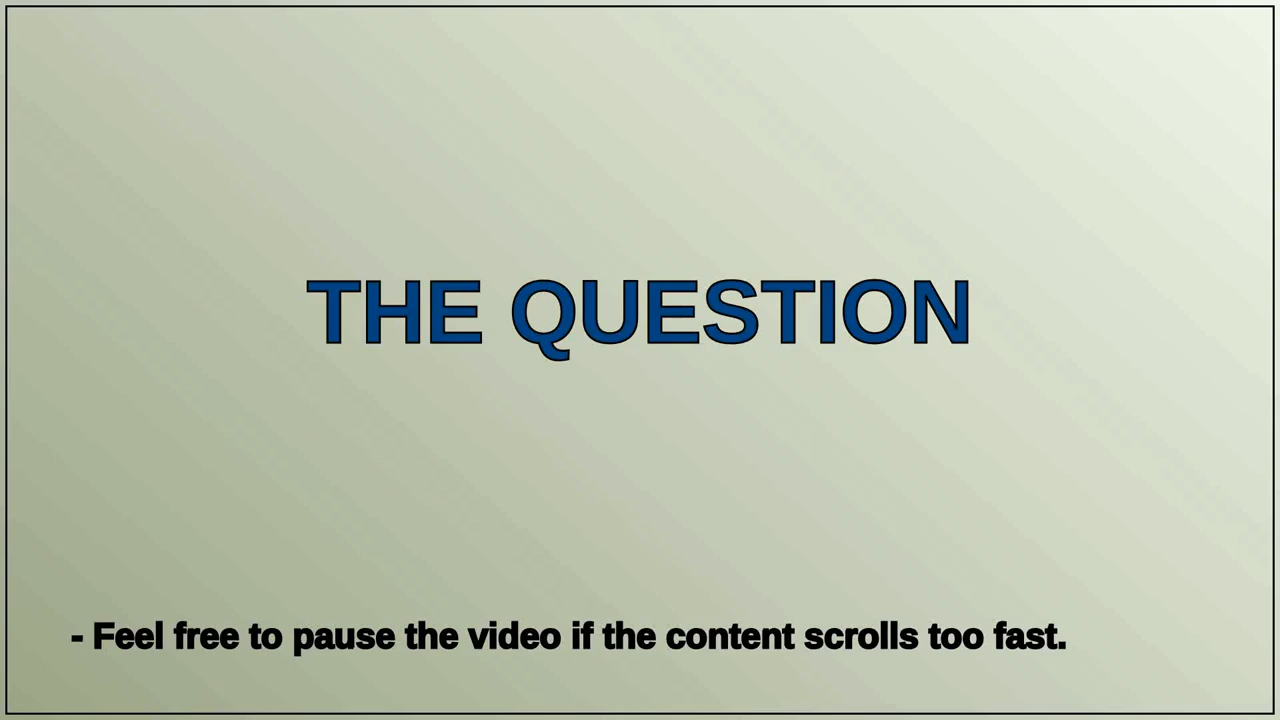 THE QUESTION
- Feel free to pause the video if the content scrolls too fast.